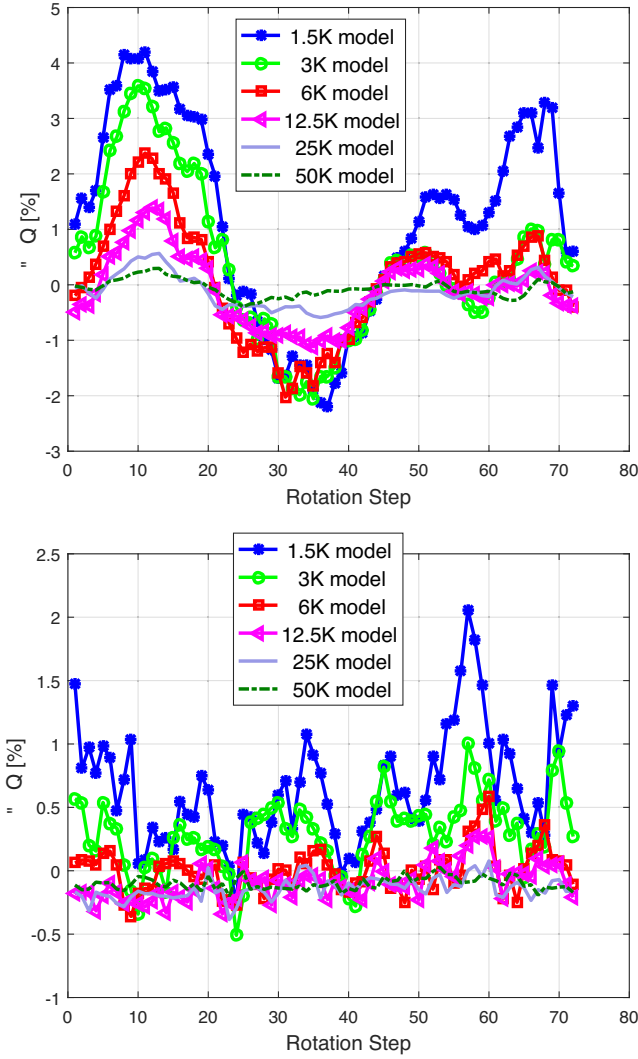 5
4
3
2
1
0
-1
-2
-3
" Q [%]
1.5K model
3K model
6K model
12.5K model
25K model
50K model
0 10 20 30 40 50 60 70 80
Rotation Step
2.5
2
1.5
1
0.5
0
-0.5
-1
" Q [%]
1.5K model
3K model
6K model
12.5K model
25K model
50K model
0 10 20 30 40 50 60 70 80
Rotation Step